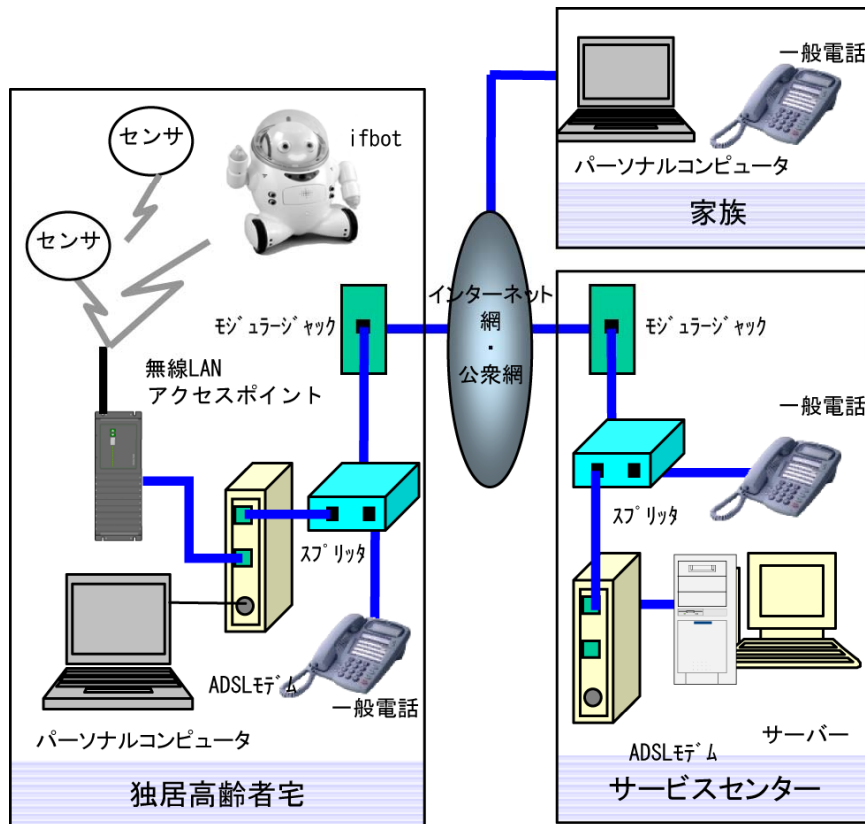 センサ
ifbot
センサ
モジュラージャック
無線LAN
アクセスポイント
スプリッタ
ADSLモデム
一般電話
パーソナルコンピュータ
独居高齢者宅
インターネット
網
・
公衆網
一般電話
パーソナルコンピュータ
家族
モジュラージャック
一般電話
スプリッタ
ADSLモデム
サーバー
サービスセンター